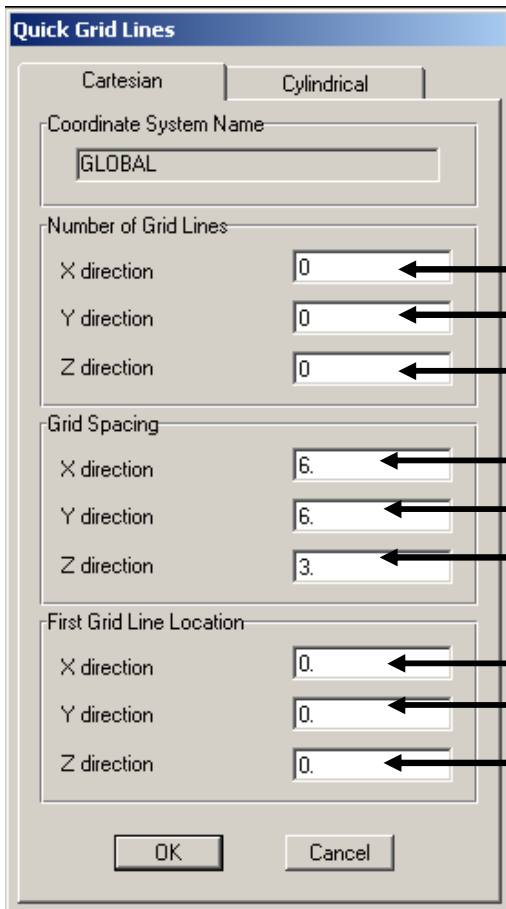 Quick Grid Lines
Cartesian Cylindrical
Coordinate System Name
GLOBAL
Number of Grid Lines
X direction 0
Y direction 0
Z direction 0
Grid Spacing
X direction 6.
Y direction 6.
Z direction 3.
First Grid Line Location
X direction 0.
Y direction 0.
Z direction 0.
OK Cancel